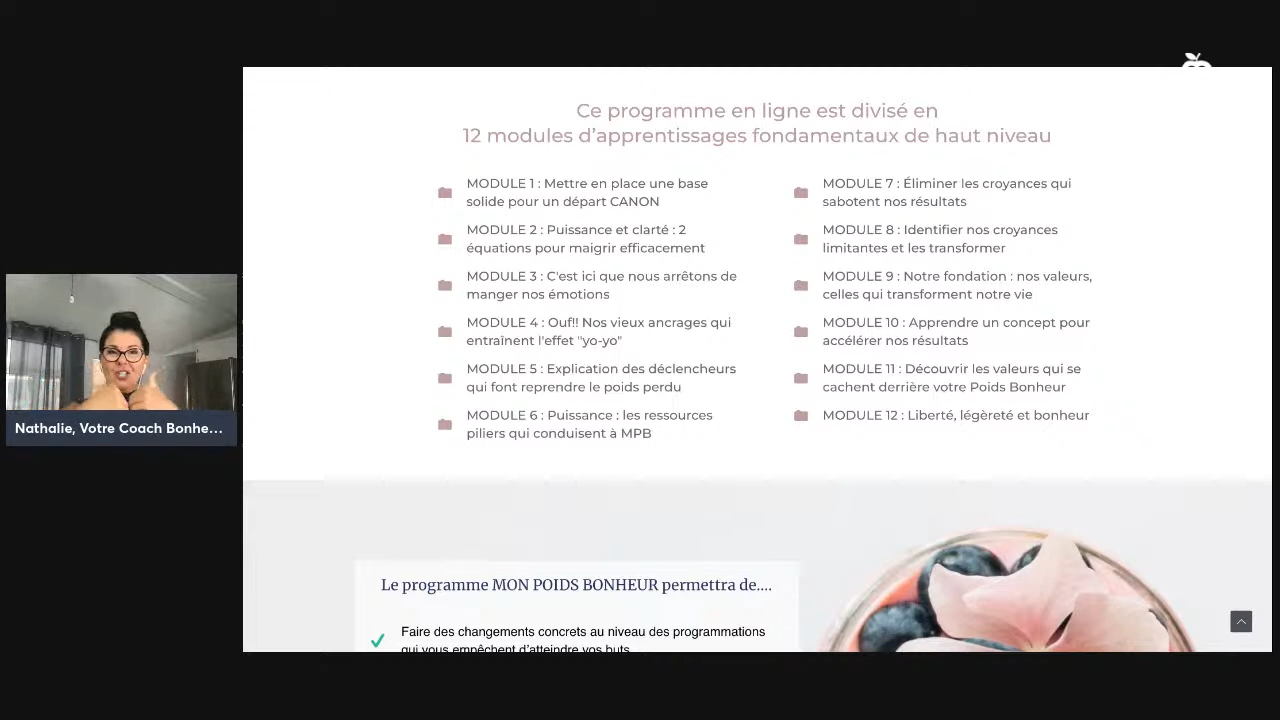 Ce programme en ligne est divisé en
12 modules d'apprentissages fondamentaux de haut niveau
MODULE 1 : Mettre en place une base
solide pour un départ CANON
MODULE 2 : Puissance et clarté : 2
équations pour maigrir efficacement
MODULE 3 : C'est ici que nous arrêtons de
manger nos émotions
MODULE 4 : Ouf!! Nos vieux ancrages qui
entraînent l'effet "yo-yo"
MODULE 5 : Explication des déclencheurs
qui font reprendre le poids perdu
MODULE 6 : Puissance : les ressources
piliers qui conduisent à MPB
MODULE 7 : Éliminer les croyances qui
sabotent nos résultats
MODULE 8 : Identifier nos croyances
limitantes et les transformer
MODULE 9 : Notre fondation : nos valeurs,
celles qui transforment notre vie
MODULE 10 : Apprendre un concept pour
accélérer nos résultats
MODULE 11 : Découvrir les valeurs qui se
cachent derrière votre Poids Bonheur
MODULE 12 : Liberté, légèreté et bonheur
Nathalie, Votre Coach Bonhe...
Le programme MON POIDS BONHEUR permettra de....
Faire des changements concrets au niveau des programmations
qui vous empêchent d'atteindre vos buts